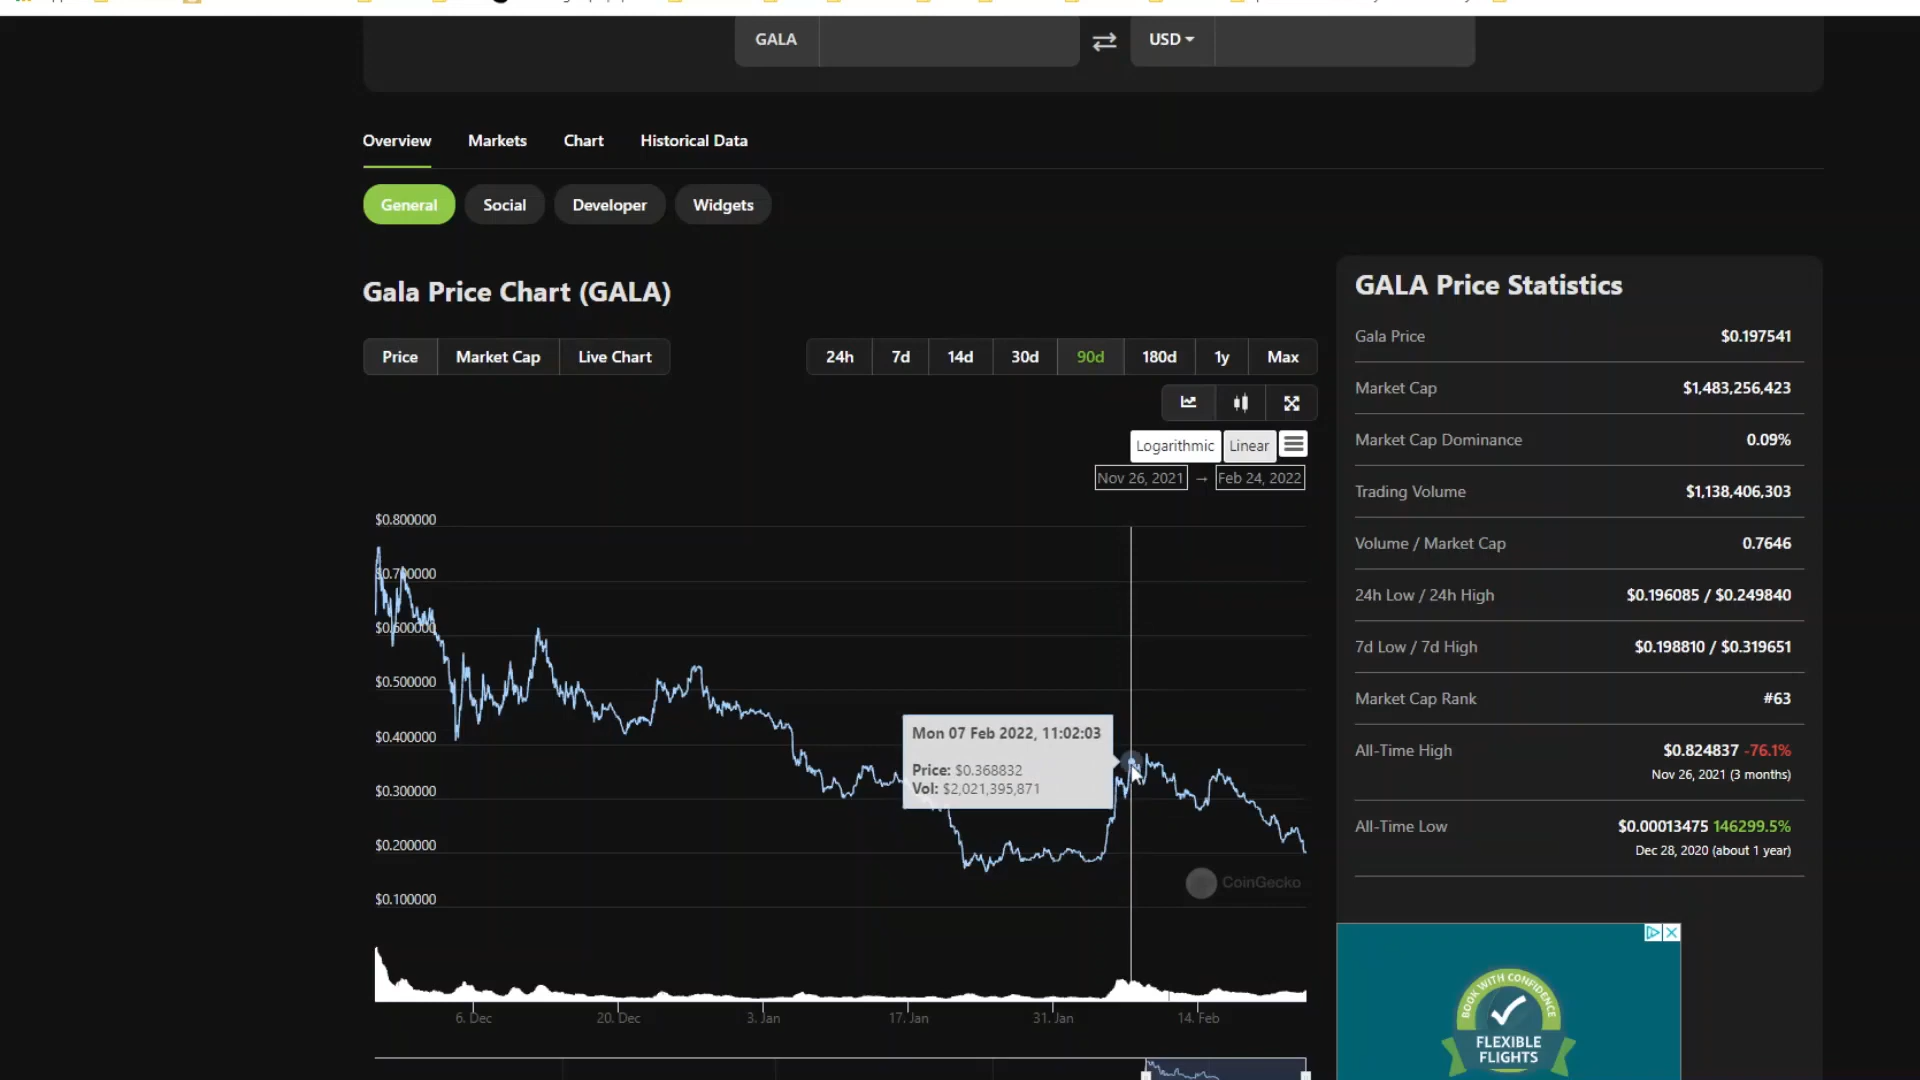 GALA
USD
Overview Markets Chart Historical Data
General Social Developer Widgets
Gala Price Chart (GALA)
Price Market Cap Live Chart
24h 7d 14d 30d 90d 180d 1y Max
Logarithmic Linear
Nov 26, 2021 → Feb 24, 2022
$0.800000
$0.700000
$0.600000
$0.500000
$0.400000
$0.300000
$0.200000
$0.100000
Mon 07 Feb 2022, 11:02:03
Price: $0.368832
Vol: $2,021,395,871
CoinGecko
6. Dec 20. Dec 3. Jan 17. Jan 31. Jan 14. Feb
GALA Price Statistics
Gala Price $0.197541
Market Cap $1,483,256,423
Market Cap Dominance 0.09%
Trading Volume $1,138,406,303
Volume / Market Cap 0.7646
24h Low / 24h High $0.196085 / $0.249840
7d Low / 7d High $0.198810 / $0.319651
Market Cap Rank #63
All-Time High $0.824837 -76.1%
Nov 26, 2021 (3 months)
All-Time Low $0.00013475 146299.5%
Dec 28, 2020 (about 1 year)
BOOK WITH CONFIDENCE
FLEXIBLE
FLIGHTS